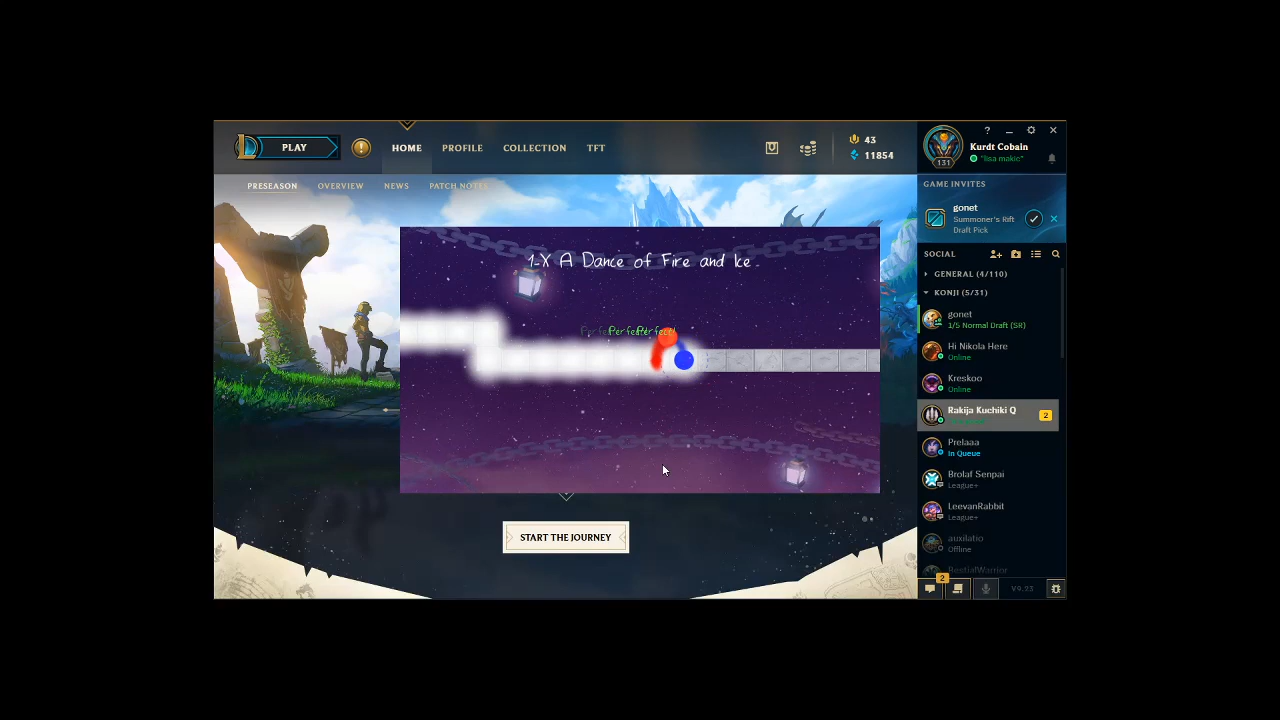 PLAY
HOME
PROFILE
COLLECTION
TFT
43
11854
?
131
Kurdt Cobain
"lisa makic"
PRESEASON
OVERVIEW
NEWS
PATCH NOTES
GAME INVITES
gonet
Summoner's Rift
Draft Pick
SOCIAL
GENERAL (4/110)
KONJI (5/31)
gonet
1/5 Normal Draft (SR)
Hi Nikola Here
Online
Kreskoo
Online
Rakija Kuchiki Q
2
Prelaaa
In Queue
Brolaf Senpai
League+
LeevanRabbit
League+
auxilatio
Offline
BestialWarrior
1-X A Dance of Fire and Ice
Perfect!
START THE JOURNEY
2
V9.23